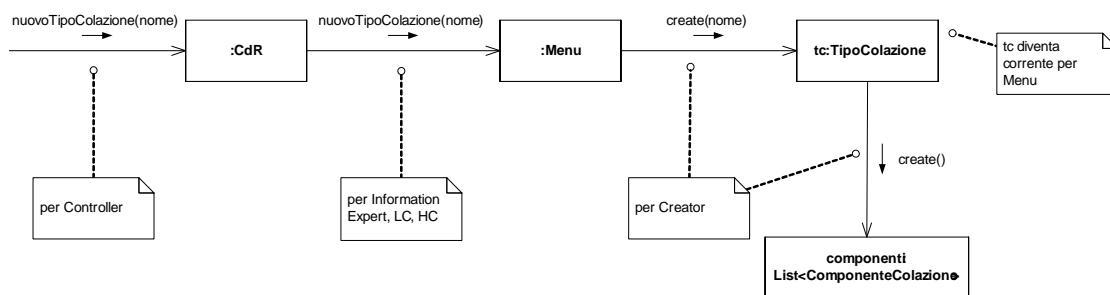 nuovoTipoColazione(nome)
nuovoTipoColazione(nome)
create(nome)
:CdR
:Menu
tc:TipoColazione
tc diventa
corrente per
Menu
create()
per Controller
per Information
Expert, LC, HC
per Creator
componenti
List<ComponenteColazione>